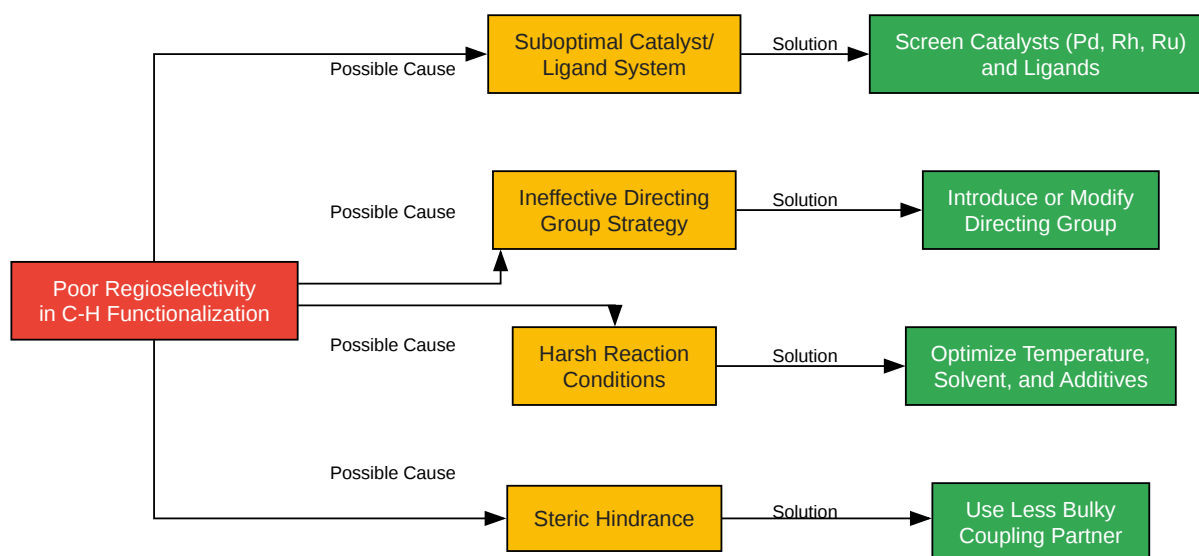 Suboptimal Catalyst/
Ligand System
Solution
Screen Catalysts (Pd, Rh, Ru)
and Ligands
Possible Cause
Ineffective Directing
Group Strategy
Solution
Introduce or Modify
Directing Group
Possible Cause
Poor Regioselectivity
in C-H Functionalization
Possible Cause
Harsh Reaction
Conditions
Solution
Optimize Temperature,
Solvent, and Additives
Possible Cause
Steric Hindrance
Solution
Use Less Bulky
Coupling Partner